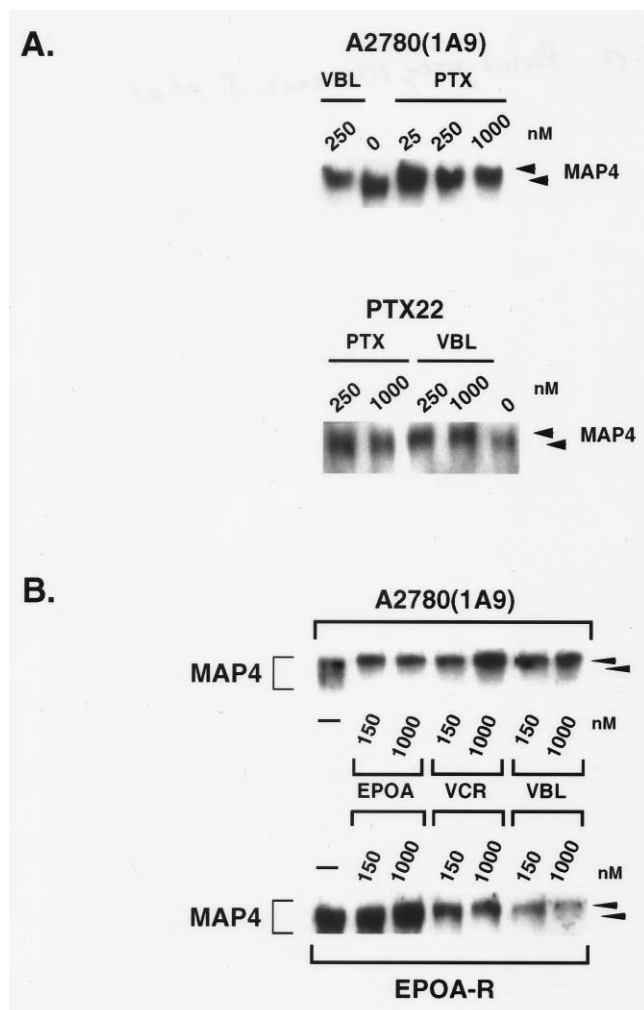 A.
A2780(1A9)
VBL PTX
250 0 25 250 1000 nM
MAP4
PTX22
PTX VBL
250 1000 250 1000 0 nM
MAP4
B.
A2780(1A9)
MAP4
– 150 1000 150 1000 150 1000 nM
EPOA VCR VBL
– 150 1000 150 1000 150 1000 nM
MAP4
EPOA-R